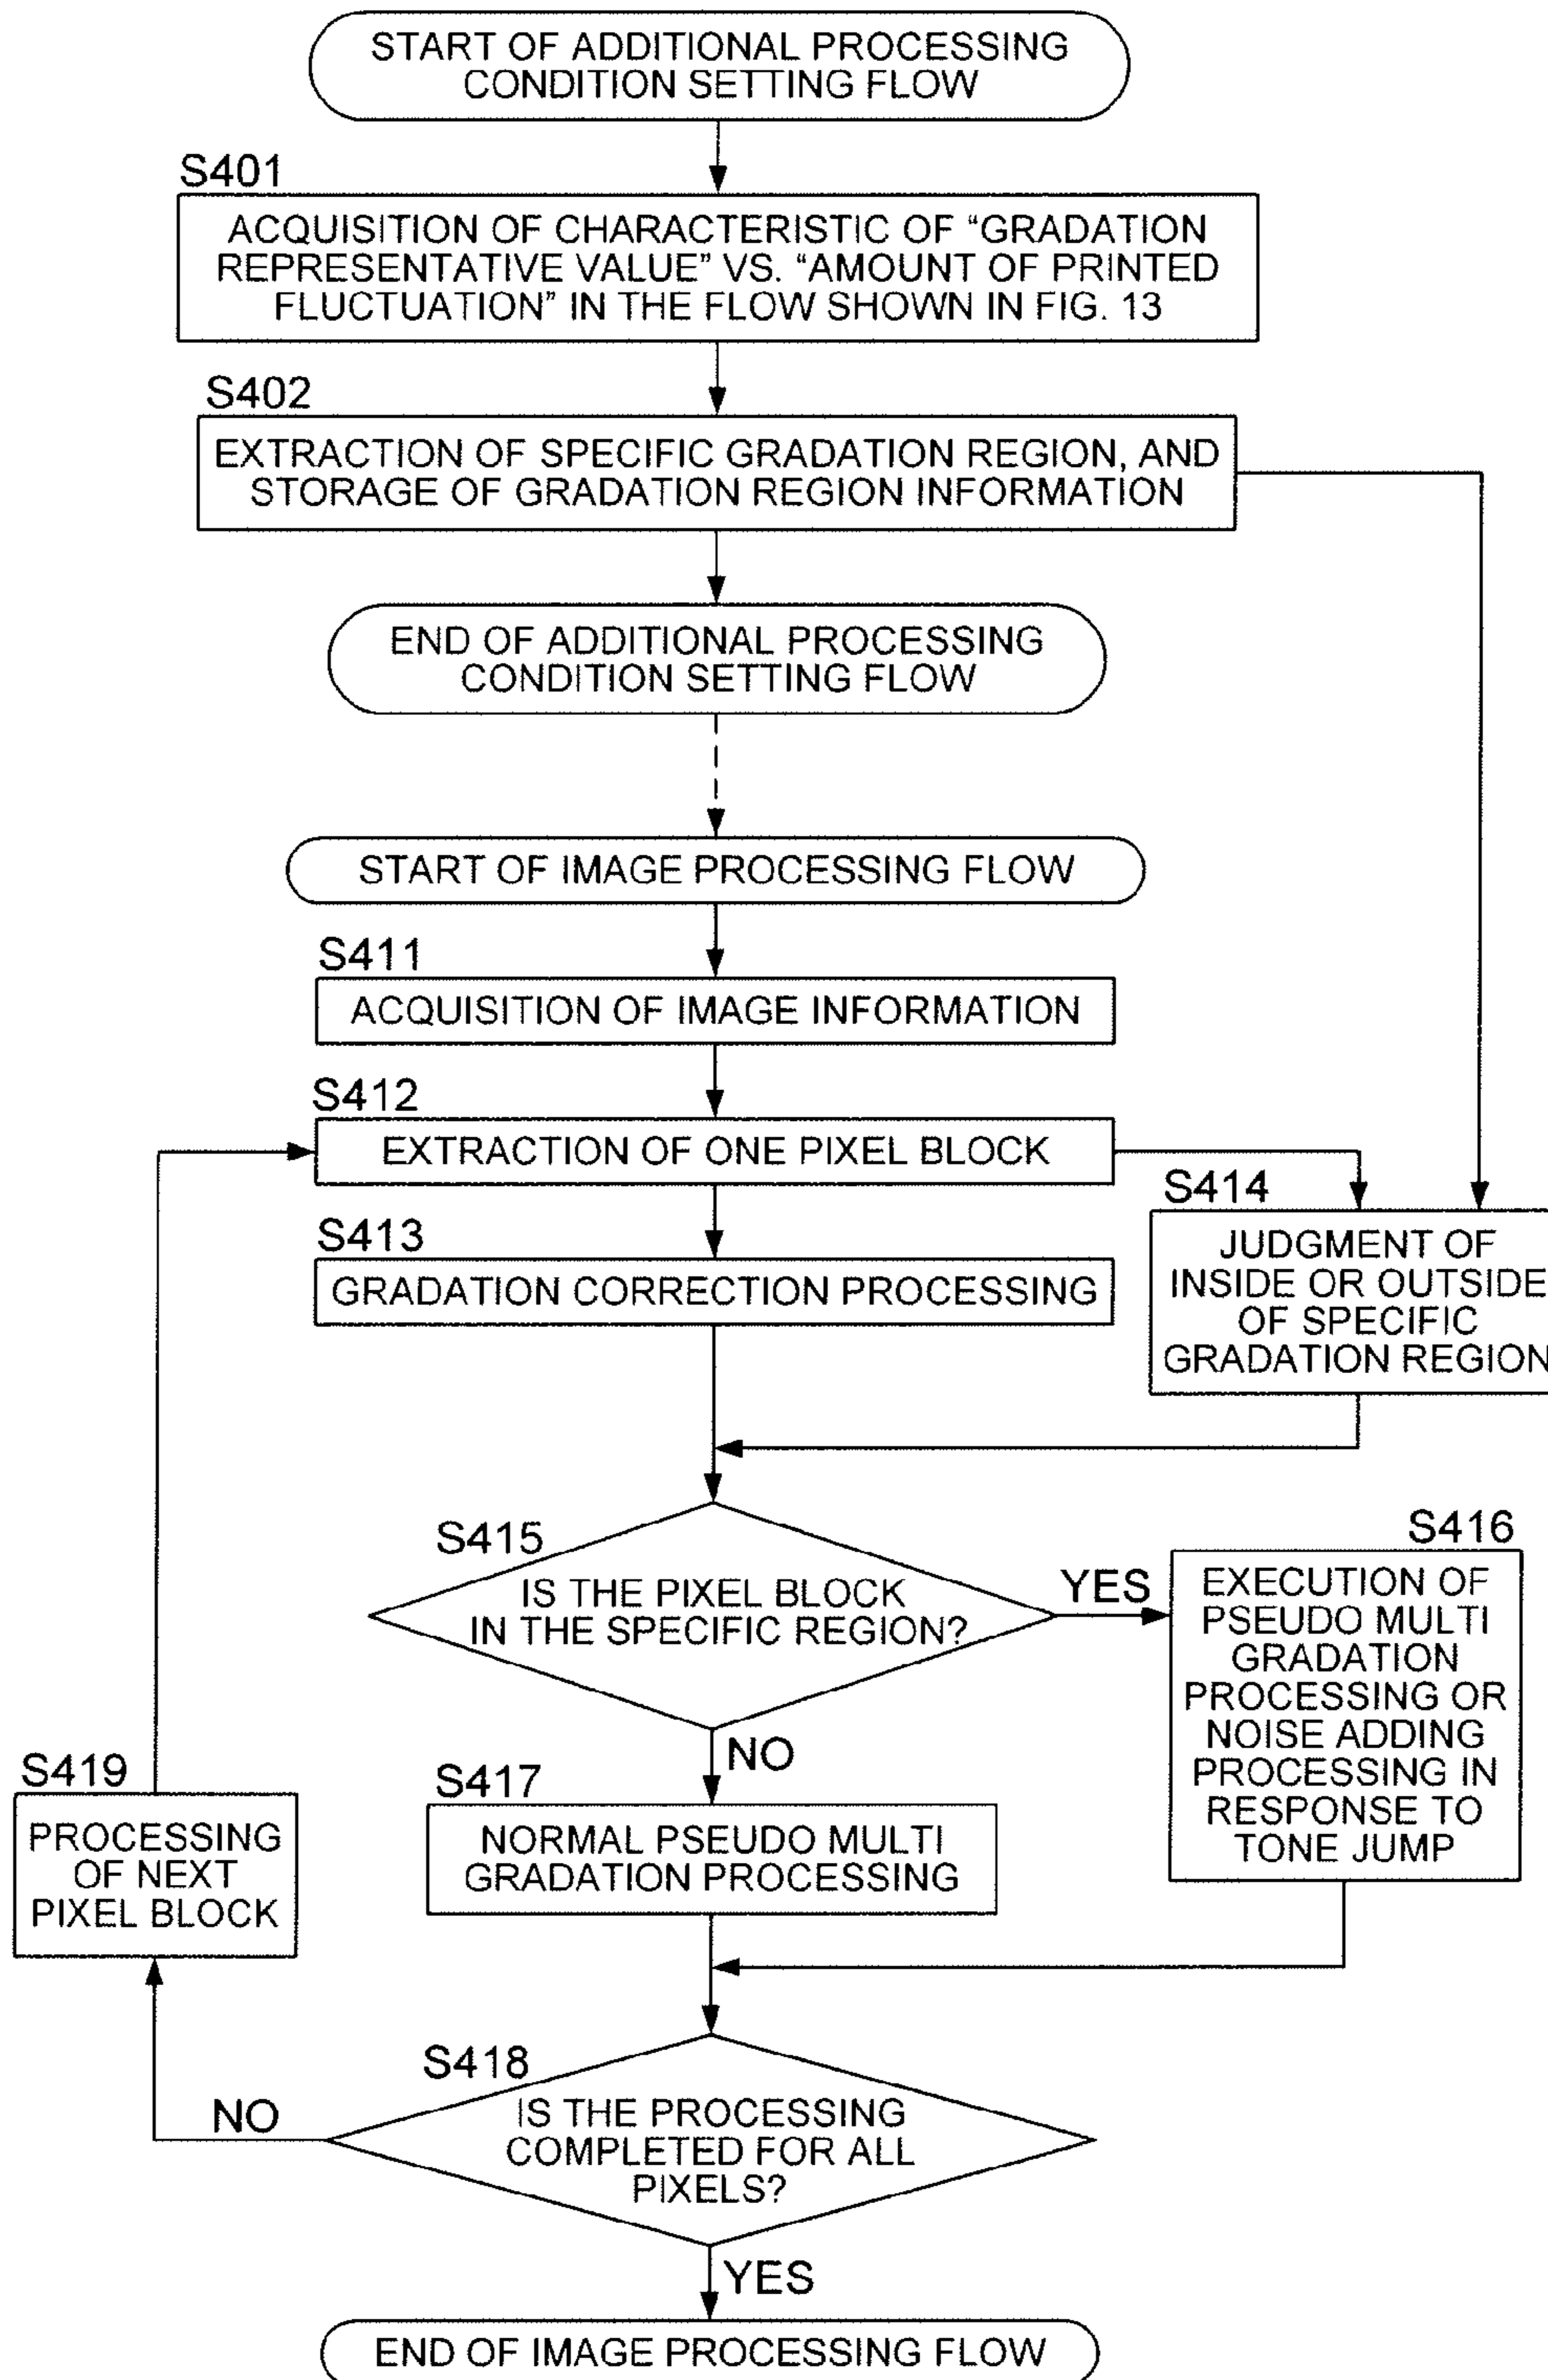 START OF ADDITIONAL PROCESSING
CONDITION SETTING FLOW
S401
ACQUISITION OF CHARACTERISTIC OF “GRADATION
REPRESENTATIVE VALUE” VS. “AMOUNT OF PRINTED
FLUCTUATION” IN THE FLOW SHOWN IN FIG. 13
S402
EXTRACTION OF SPECIFIC GRADATION REGION, AND
STORAGE OF GRADATION REGION INFORMATION
END OF ADDITIONAL PROCESSING
CONDITION SETTING FLOW
START OF IMAGE PROCESSING FLOW
S411
ACQUISITION OF IMAGE INFORMATION
S412
EXTRACTION OF ONE PIXEL BLOCK
S413
GRADATION CORRECTION PROCESSING
S414
JUDGMENT OF
INSIDE OR OUTSIDE
OF SPECIFIC
GRADATION REGION
S415
IS THE PIXEL BLOCK
IN THE SPECIFIC REGION?
YES
S416
EXECUTION OF
PSEUDO MULTI
GRADATION
PROCESSING OR
NOISE ADDING
PROCESSING IN
RESPONSE TO
TONE JUMP
NO
S417
NORMAL PSEUDO MULTI
GRADATION PROCESSING
S419
PROCESSING
OF NEXT
PIXEL BLOCK
S418
IS THE PROCESSING
COMPLETED FOR ALL
PIXELS?
NO
YES
END OF IMAGE PROCESSING FLOW